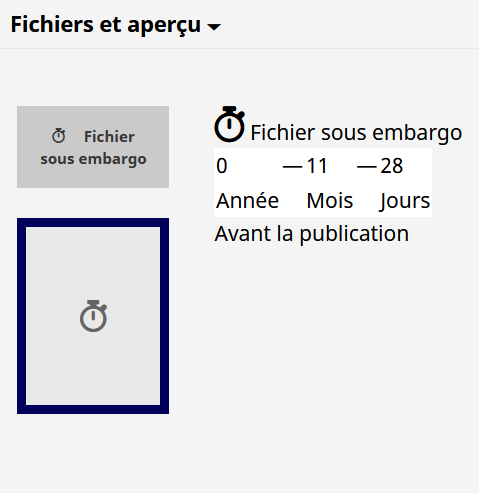 Fichiers et aperçu
Fichier
sous embargo
Fichier sous embargo
0 — 11 — 28
Année Mois Jours
Avant la publication